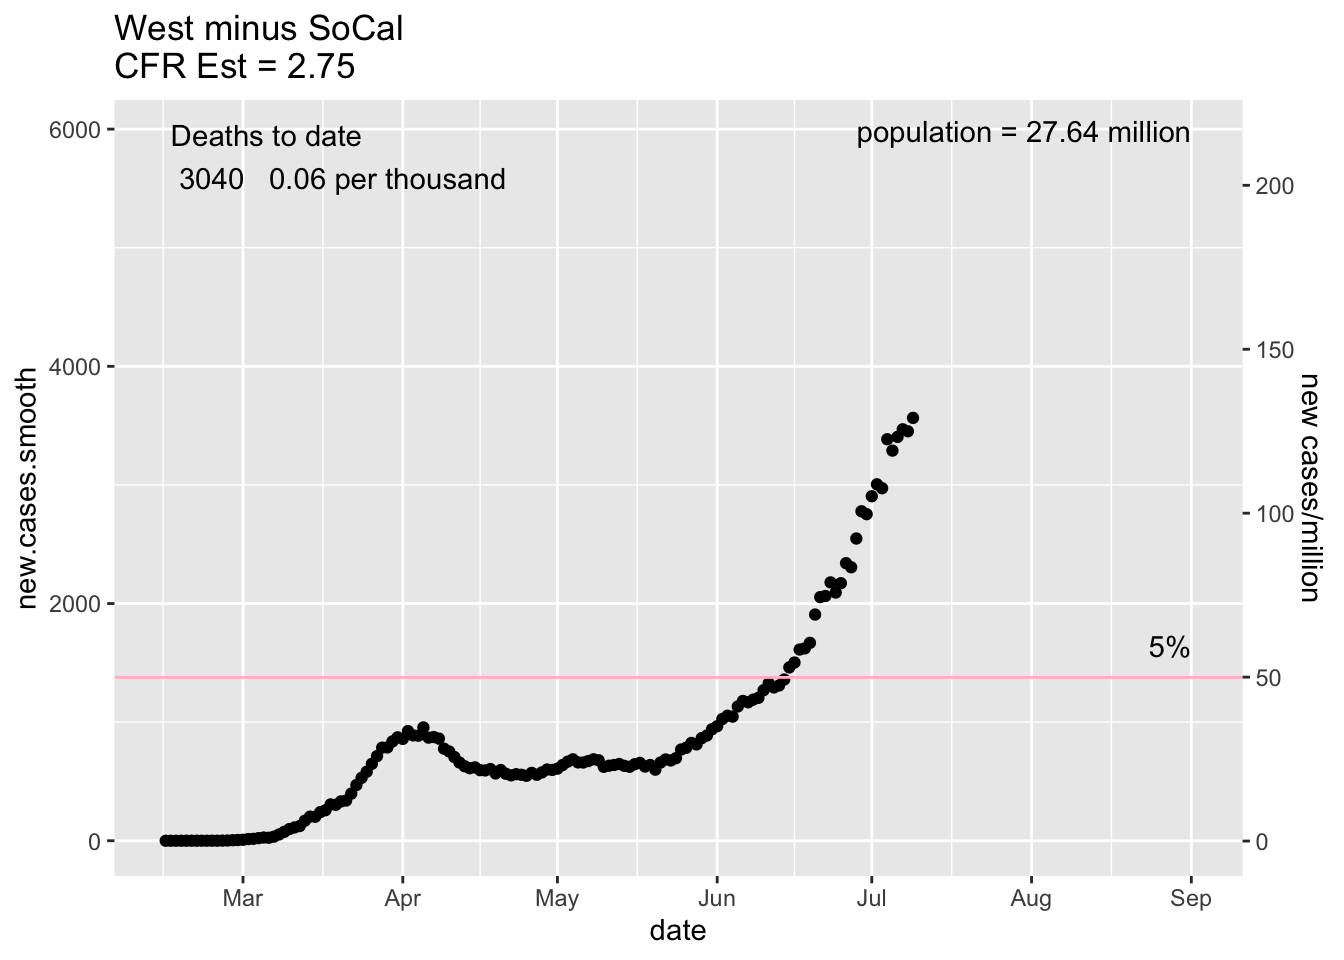 West minus SoCal
CFR Est = 2.75
Deaths to date
3040 0.06 per thousand
population = 27.64 million
5%
new.cases.smooth
6000
4000
2000
0
200
150
100
50
0
new cases/million
Mar Apr May Jun Jul Aug Sep
date